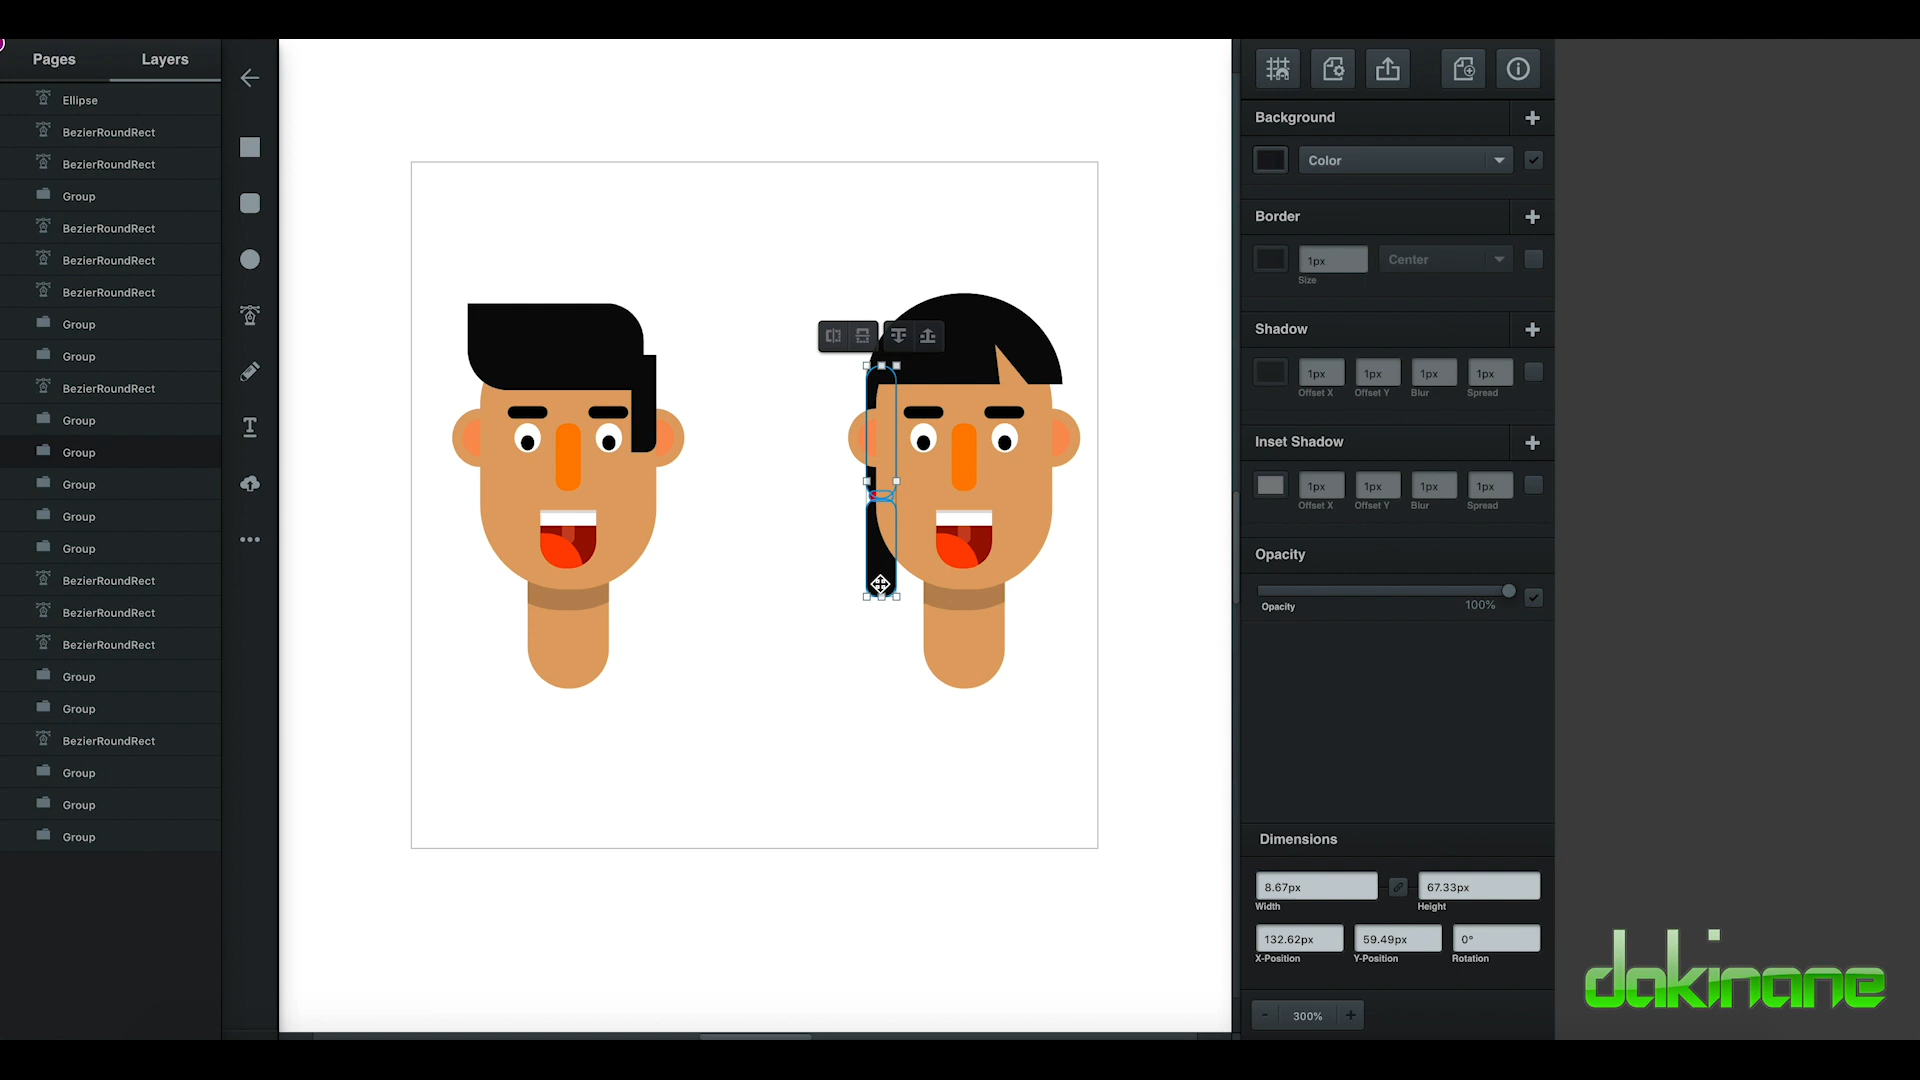 Pages
Layers
Ellipse
BezierRoundRect
BezierRoundRect
Group
BezierRoundRect
BezierRoundRect
BezierRoundRect
Group
Group
BezierRoundRect
Group
Group
Group
Group
Group
BezierRoundRect
BezierRoundRect
BezierRoundRect
Group
Group
BezierRoundRect
Group
Group
Group
Background
Color
Border
1px
Center
Size
Shadow
1px 1px 1px 1px
Offset X Offset Y Blur Spread
Inset Shadow
1px 1px 1px 1px
Offset X Offset Y Blur Spread
Opacity
Opacity 100%
Dimensions
8.67px 67.33px
Width Height
132.62px 59.49px 0°
X-Position Y-Position Rotation
- 300% +
dakinane